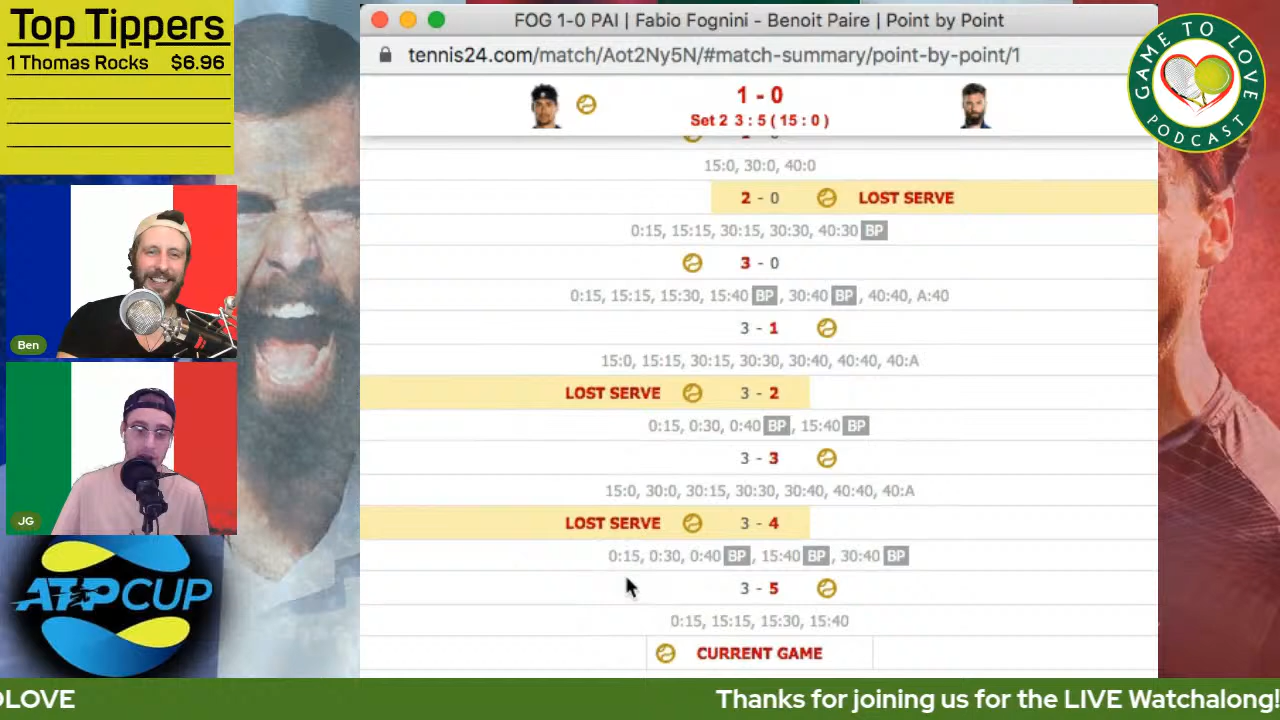 Top Tippers
1 Thomas Rocks $6.96
Ben
JG
ATP CUP
FOG 1-0 PAI | Fabio Fognini - Benoit Paire | Point by Point
tennis24.com/match/Aot2Ny5N/#match-summary/point-by-point/1
1 - 0
Set 2 3 : 5 ( 15 : 0 )
15:0, 30:0, 40:0
2 - 0 LOST SERVE
0:15, 15:15, 30:15, 30:30, 40:30 BP
3 - 0
0:15, 15:15, 15:30, 15:40 BP , 30:40 BP , 40:40, A:40
3 - 1
15:0, 15:15, 30:15, 30:30, 30:40, 40:40, 40:A
LOST SERVE 3 - 2
0:15, 0:30, 0:40 BP , 15:40 BP
3 - 3
15:0, 30:0, 30:15, 30:30, 30:40, 40:40, 40:A
LOST SERVE 3 - 4
0:15, 0:30, 0:40 BP , 15:40 BP , 30:40 BP
3 - 5
0:15, 15:15, 15:30, 15:40
CURRENT GAME
GAME TO LOVE
PODCAST
OLOVE
Thanks for joining us for the LIVE Watchalong!